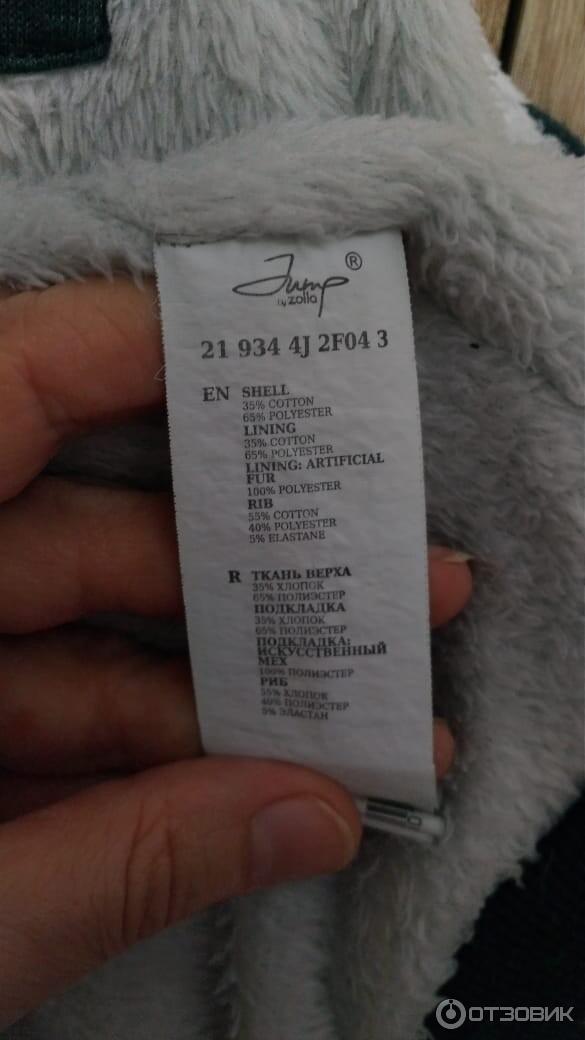 Jump ®
by zolla
21 934 4J 2F04 3
EN SHELL
35% COTTON
65% POLYESTER
LINING
35% COTTON
65% POLYESTER
LINING: ARTIFICIAL
FUR
100% POLYESTER
RIB
55% COTTON
40% POLYESTER
5% ELASTANE
R ТКАНЬ ВЕРХА
35% ХЛОПОК
65% ПОЛИЭСТЕР
ПОДКЛАДКА
35% ХЛОПОК
65% ПОЛИЭСТЕР
ПОДКЛАДКА:
ИСКУССТВЕННЫЙ
МЕХ
100% ПОЛИЭСТЕР
РИБ
55% ХЛОПОК
40% ПОЛИЭСТЕР
5% ЭЛАСТАН
ОТЗОВИК